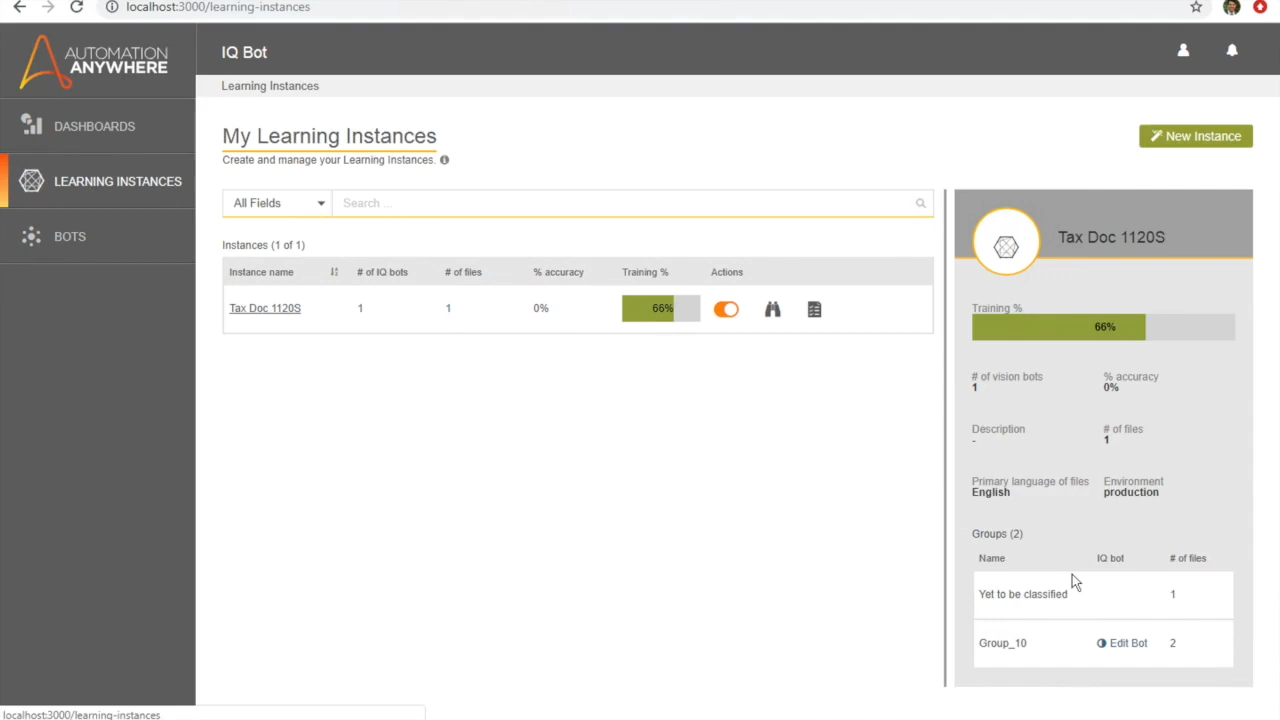 localhost:3000/learning-instances
AUTOMATION
ANYWHERE
IQ Bot
Learning Instances
DASHBOARDS
LEARNING INSTANCES
BOTS
My Learning Instances
Create and manage your Learning Instances.
New Instance
All Fields
Search ...
Instances (1 of 1)
Instance name # of IQ bots # of files % accuracy Training % Actions
Tax Doc 1120S 1 1 0% 66%
Tax Doc 1120S
Training %
66%
# of vision bots % accuracy
1 0%
Description # of files
- 1
Primary language of files Environment
English production
Groups (2)
Name IQ bot # of files
Yet to be classified 1
Group_10 Edit Bot 2
localhost:3000/learning-instances